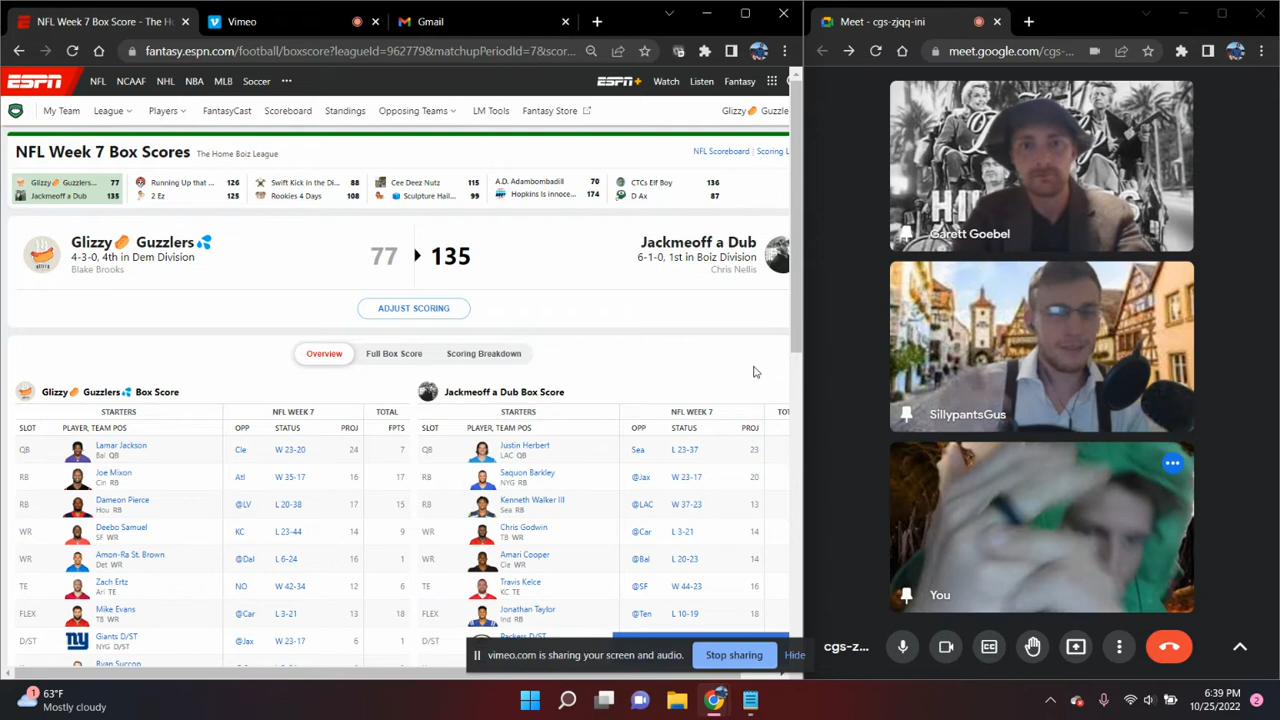 NFL Week 7 Box Score - The Ho
Vimeo
Gmail
Meet - cgs-zjqq-ini
fantasy.espn.com/football/boxscore?leagueId=962779&matchupPeriodId=7&scor...
meet.google.com/cgs-...
ESPN NFL NCAAF NHL NBA MLB Soccer ••• ESPN+ Watch Listen Fantasy
My Team League Players FantasyCast Scoreboard Standings Opposing Teams LM Tools Fantasy Store Glizzy Guzzle
NFL Week 7 Box Scores The Home Boiz League NFL Scoreboard | Scoring L
Glizzy Guzzlers... 77 Running Up that ... 126 Swift Kick in the Di... 88 Cee Deez Nutz 115 A.D. Adambombadill 70 CTCs Elf Boy 136
Jackmeoff a Dub 135 2 Ez 125 Rookies 4 Days 108 Sculpture Hail... 99 Hopkins Is innoce... 174 D Ax 87
Glizzy Guzzlers 77 135 Jackmeoff a Dub
4-3-0, 4th in Dem Division 6-1-0, 1st in Boiz Division
Blake Brooks Chris Nellis
ADJUST SCORING
Overview Full Box Score Scoring Breakdown
Glizzy Guzzlers Box Score Jackmeoff a Dub Box Score
STARTERS NFL WEEK 7 TOTAL STARTERS NFL WEEK 7 TOT
SLOT PLAYER, TEAM POS OPP STATUS PROJ FPTS SLOT PLAYER, TEAM POS OPP STATUS PROJ
QB Lamar Jackson Bal QB Cle W 23-20 24 7 QB Justin Herbert LAC QB Sea L 23-37 23
RB Joe Mixon Cin RB Atl W 35-17 16 17 RB Saquon Barkley NYG RB @Jax W 23-17 20
RB Dameon Pierce Hou RB @LV L 20-38 17 15 RB Kenneth Walker III Sea RB @LAC W 37-23 13
WR Deebo Samuel SF WR KC L 23-44 14 9 WR Chris Godwin TB WR @Car L 3-21 14
WR Amon-Ra St. Brown Det WR @Dal L 6-24 16 1 WR Amari Cooper Cle WR @Bal L 20-23 14
TE Zach Ertz Ari TE NO W 42-34 12 6 TE Travis Kelce KC TE @SF W 44-23 16
FLEX Mike Evans TB WR @Car L 3-21 13 18 FLEX Jonathan Taylor Ind RB @Ten L 10-19 18
D/ST Giants D/ST NYG D/ST @Jax W 23-17 6 1 D/ST Packers D/ST
Ryan Succop
vimeo.com is sharing your screen and audio. Stop sharing Hide
HI
Garett Goebel
SillypantsGus
You
cgs-z...
1
63°F
Mostly cloudy
6:39 PM
10/25/2022
2